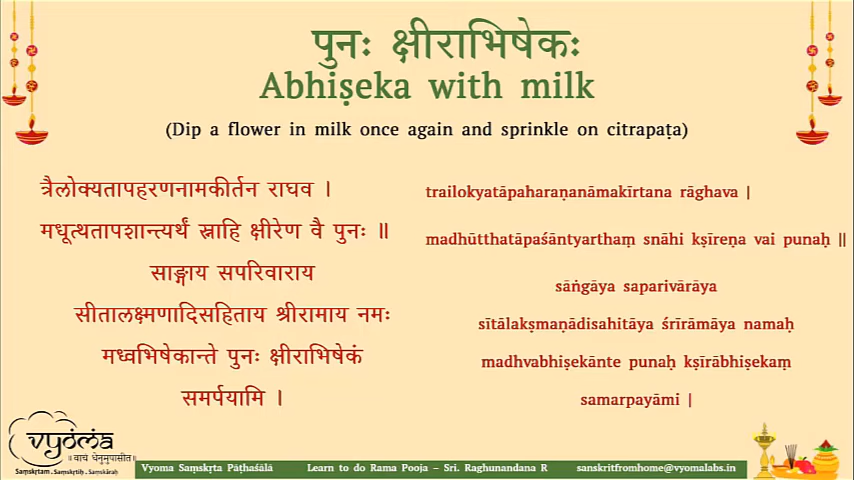 पुनः क्षीराभिषेकः
Abhiṣeka with milk
(Dip a flower in milk once again and sprinkle on citrapaṭa)
त्रैलोक्यतापहरणनामकीर्तन राघव ।
मधूत्थतापशान्त्यर्थं स्नाहि क्षीरेण वै पुनः ॥
साङ्गाय सपरिवाराय
सीतालक्ष्मणादिसहिताय श्रीरामाय नमः
मध्वभिषेकान्ते पुनः क्षीराभिषेकं
समर्पयामि ।
trailokyatāpaharaṇanāmakīrtana rāghava |
madhūtthatāpaśāntyarthaṃ snāhi kṣīreṇa vai punaḥ ||
sāṅgāya saparivārāya
sītālakṣmaṇādisahitāya śrīrāmāya namaḥ
madhvabhiṣekānte punaḥ kṣīrābhiṣekaṃ
samarpayāmi |
vyoma
॥ वाचं धेनुमुपासीत॥
Saṃskṛtam . Saṃskṛtiḥ . Saṃskāraḥ
Vyoma Saṃskṛta Pāṭhaśālā Learn to do Rama Pooja – Sri. Raghunandana R sanskritfromhome@vyomalabs.in